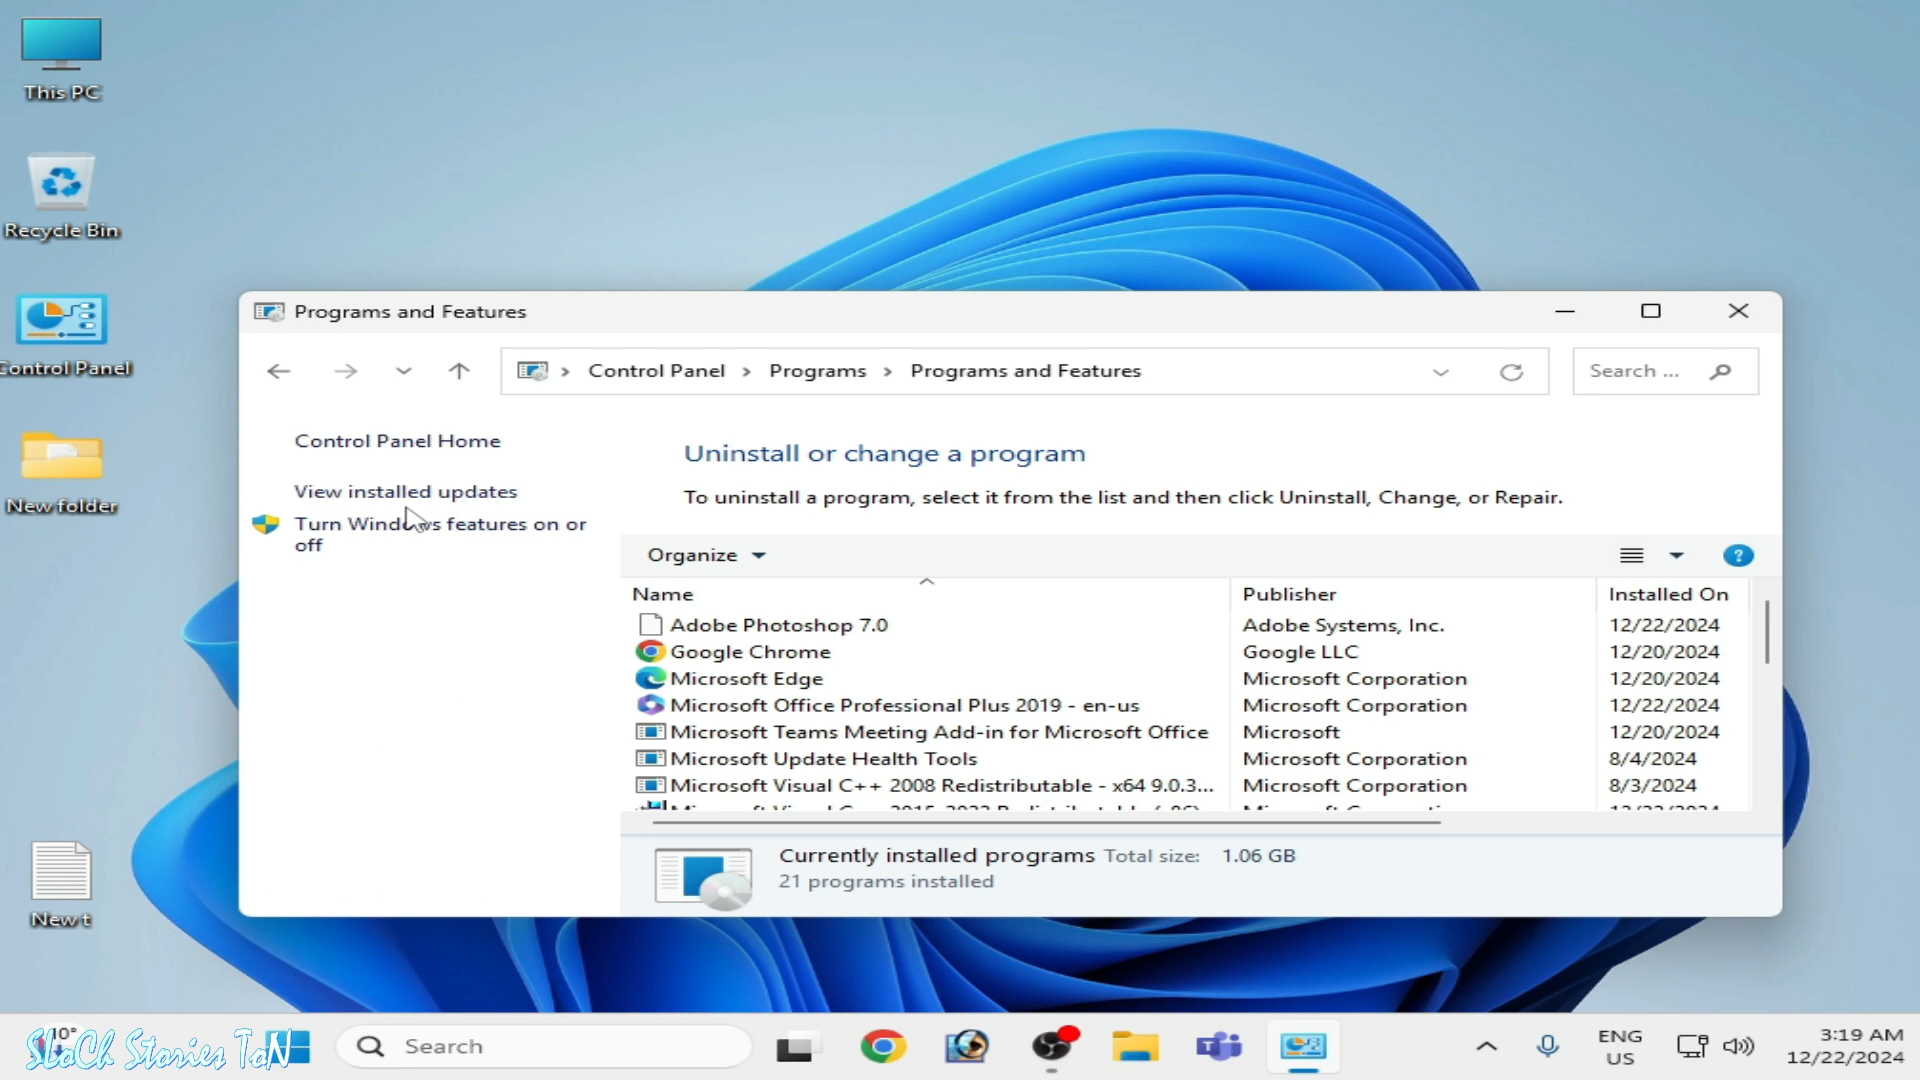 This PC
Recycle Bin
Control Panel
New folder
New t
Programs and Features
Control Panel
Programs
Programs and Features
Search ...
Control Panel Home
View installed updates
Turn Windows features on or
off
Uninstall or change a program
To uninstall a program, select it from the list and then click Uninstall, Change, or Repair.
Organize
Name Publisher Installed On
Adobe Photoshop 7.0 Adobe Systems, Inc. 12/22/2024
Google Chrome Google LLC 12/20/2024
Microsoft Edge Microsoft Corporation 12/20/2024
Microsoft Office Professional Plus 2019 - en-us Microsoft Corporation 12/22/2024
Microsoft Teams Meeting Add-in for Microsoft Office Microsoft 12/20/2024
Microsoft Update Health Tools Microsoft Corporation 8/4/2024
Microsoft Visual C++ 2008 Redistributable - x64 9.0.3... Microsoft Corporation 8/3/2024
Currently installed programs Total size: 1.06 GB
21 programs installed
10°
SLoCh Stories ToN
Search
ENG
US
3:19 AM
12/22/2024